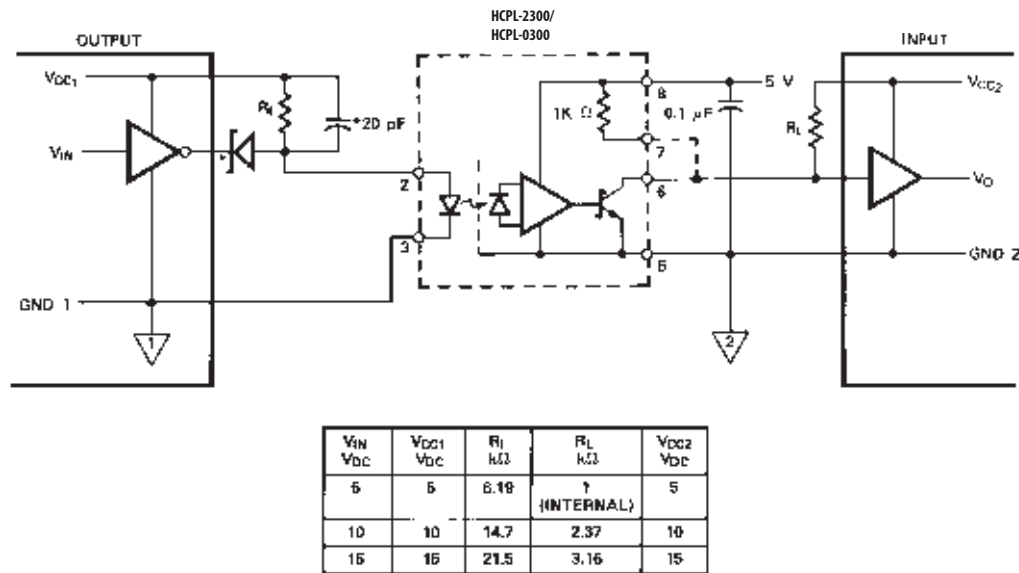 HCPL-2300/
HCPL-0300
OUTPUT
INPUT
VCC1
VIN
*20 pF
2
3
GND 1
1
1K Ω
8
7
6
5
5 V
0.1 μF
2
RL
VCC2
VO
GND 2
VIN VDC VCC1 VDC RI kΩ RL kΩ VCC2 VDC
5 5 6.19 1 (INTERNAL) 5
10 10 14.7 2.37 10
15 15 21.5 3.16 15